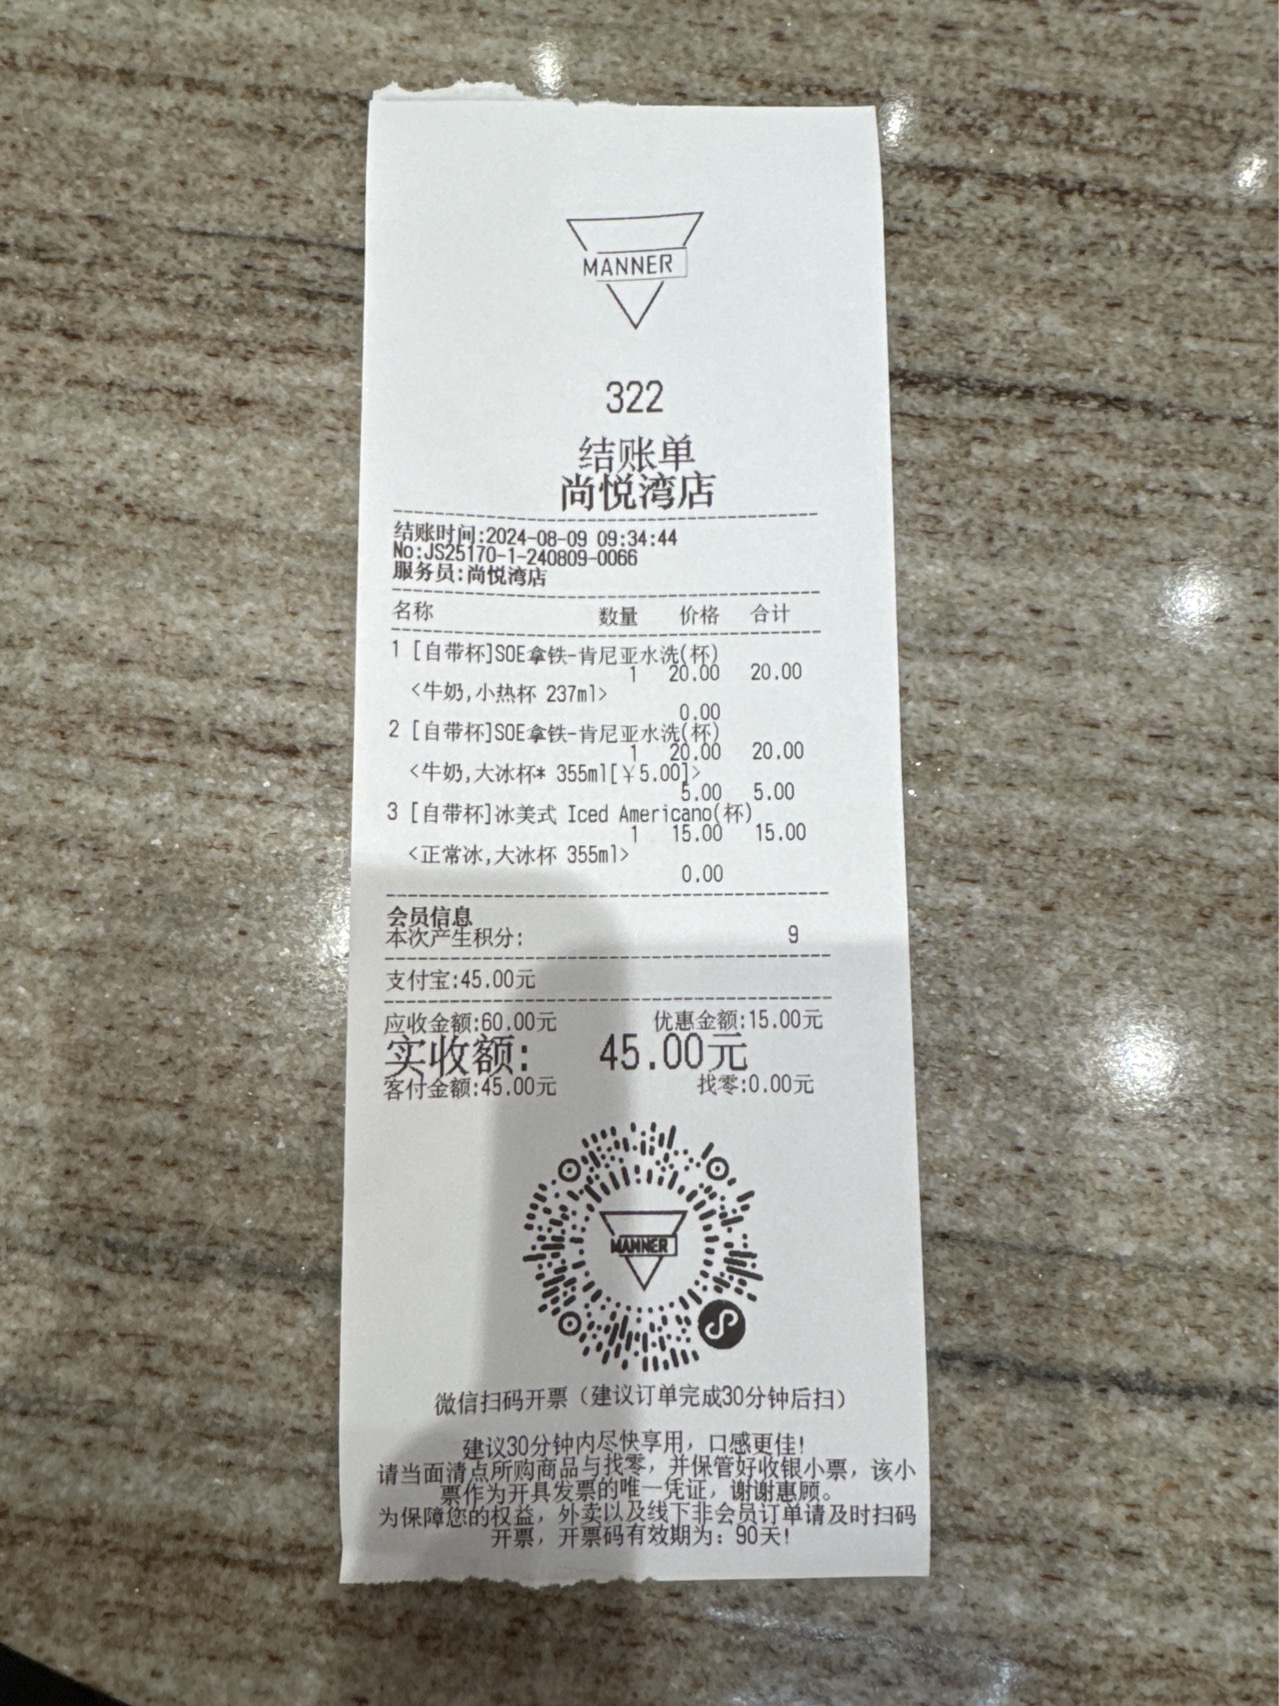 MANNER
322
结账单
尚悦湾店
结账时间:2024-08-09 09:34:44
No:JS25170-1-240809-0066
服务员:尚悦湾店
名称 数量 价格 合计
1 [自带杯]SOE拿铁-肯尼亚水洗(杯)
1 20.00 20.00
<牛奶,小热杯 237ml>
0.00
2 [自带杯]SOE拿铁-肯尼亚水洗(杯)
1 20.00 20.00
<牛奶,大冰杯* 355ml[￥5.00]>
5.00 5.00
3 [自带杯]冰美式 Iced Americano(杯)
1 15.00 15.00
<正常冰,大冰杯 355ml>
0.00
会员信息
本次产生积分: 9
支付宝:45.00元
应收金额:60.00元 优惠金额:15.00元
实收额: 45.00元
客付金额:45.00元 找零:0.00元
MANNER
微信扫码开票（建议订单完成30分钟后扫）
建议30分钟内尽快享用，口感更佳!
请当面清点所购商品与找零，并保管好收银小票，该小
票作为开具发票的唯一凭证，谢谢惠顾。
为保障您的权益，外卖以及线下非会员订单请及时扫码
开票，开票码有效期为：90天!